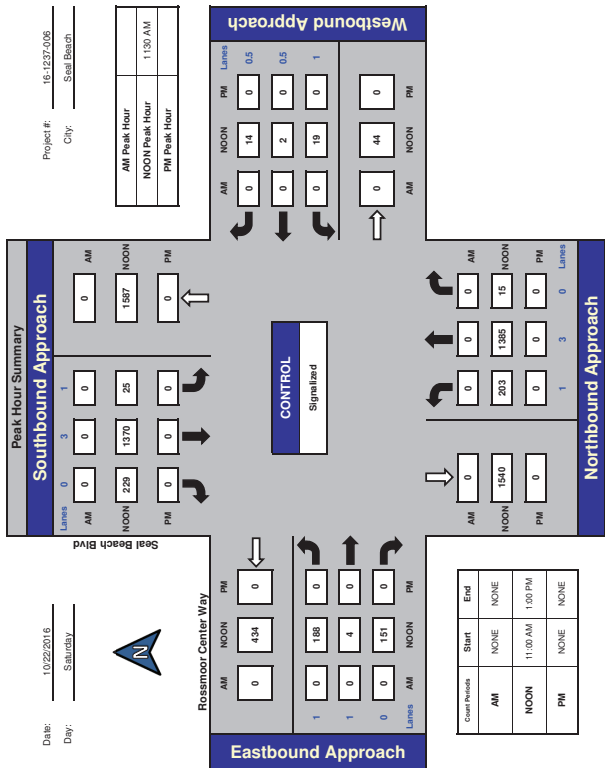 Date: 10/22/2016
Day: Saturday
N
Project #: 16-1237-006
City: Seal Beach
AM Peak Hour
NOON Peak Hour 1130 AM
PM Peak Hour
Peak Hour Summary
Southbound Approach
Lanes 0 3 1
AM 0 0 0 0 AM
NOON 229 1370 25 1587 NOON
PM 0 0 0 0 PM
Seal Beach Blvd
Westbound Approach
AM NOON PM Lanes
0 14 0 0.5
0 2 0 0.5
0 19 0 1
0 44 0
AM NOON PM
CONTROL
Signalized
Rossmoor Center Way
AM NOON PM
0 434 0
1 0 188 0
1 0 4 0
0 0 151 0
Lanes AM NOON PM
Eastbound Approach
0 0 0 0 AM
1540 203 1385 15 NOON
0 0 0 0 PM
AM
NOON
PM
1 3 0 Lanes
Northbound Approach
Count Periods Start End
AM NONE NONE
NOON 11:00 AM 1:00 PM
PM NONE NONE